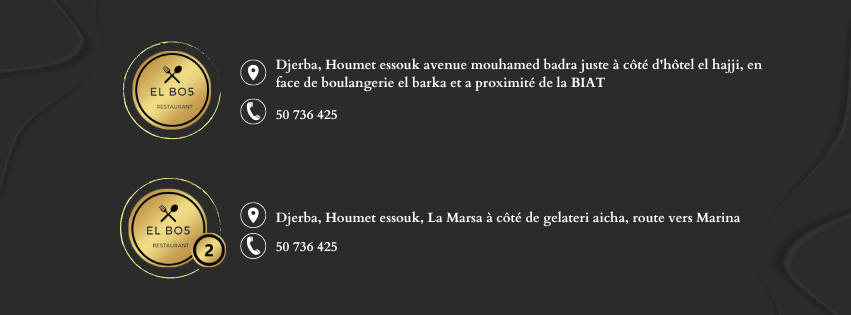 EL BO5
RESTAURANT
Djerba, Houmet essouk avenue mouhamed badra juste à côté d'hôtel el hajji, en
face de boulangerie el barka et a proximité de la BIAT
50 736 425
EL BO5
RESTAURANT
2
Djerba, Houmet essouk, La Marsa à côté de gelateri aicha, route vers Marina
50 736 425